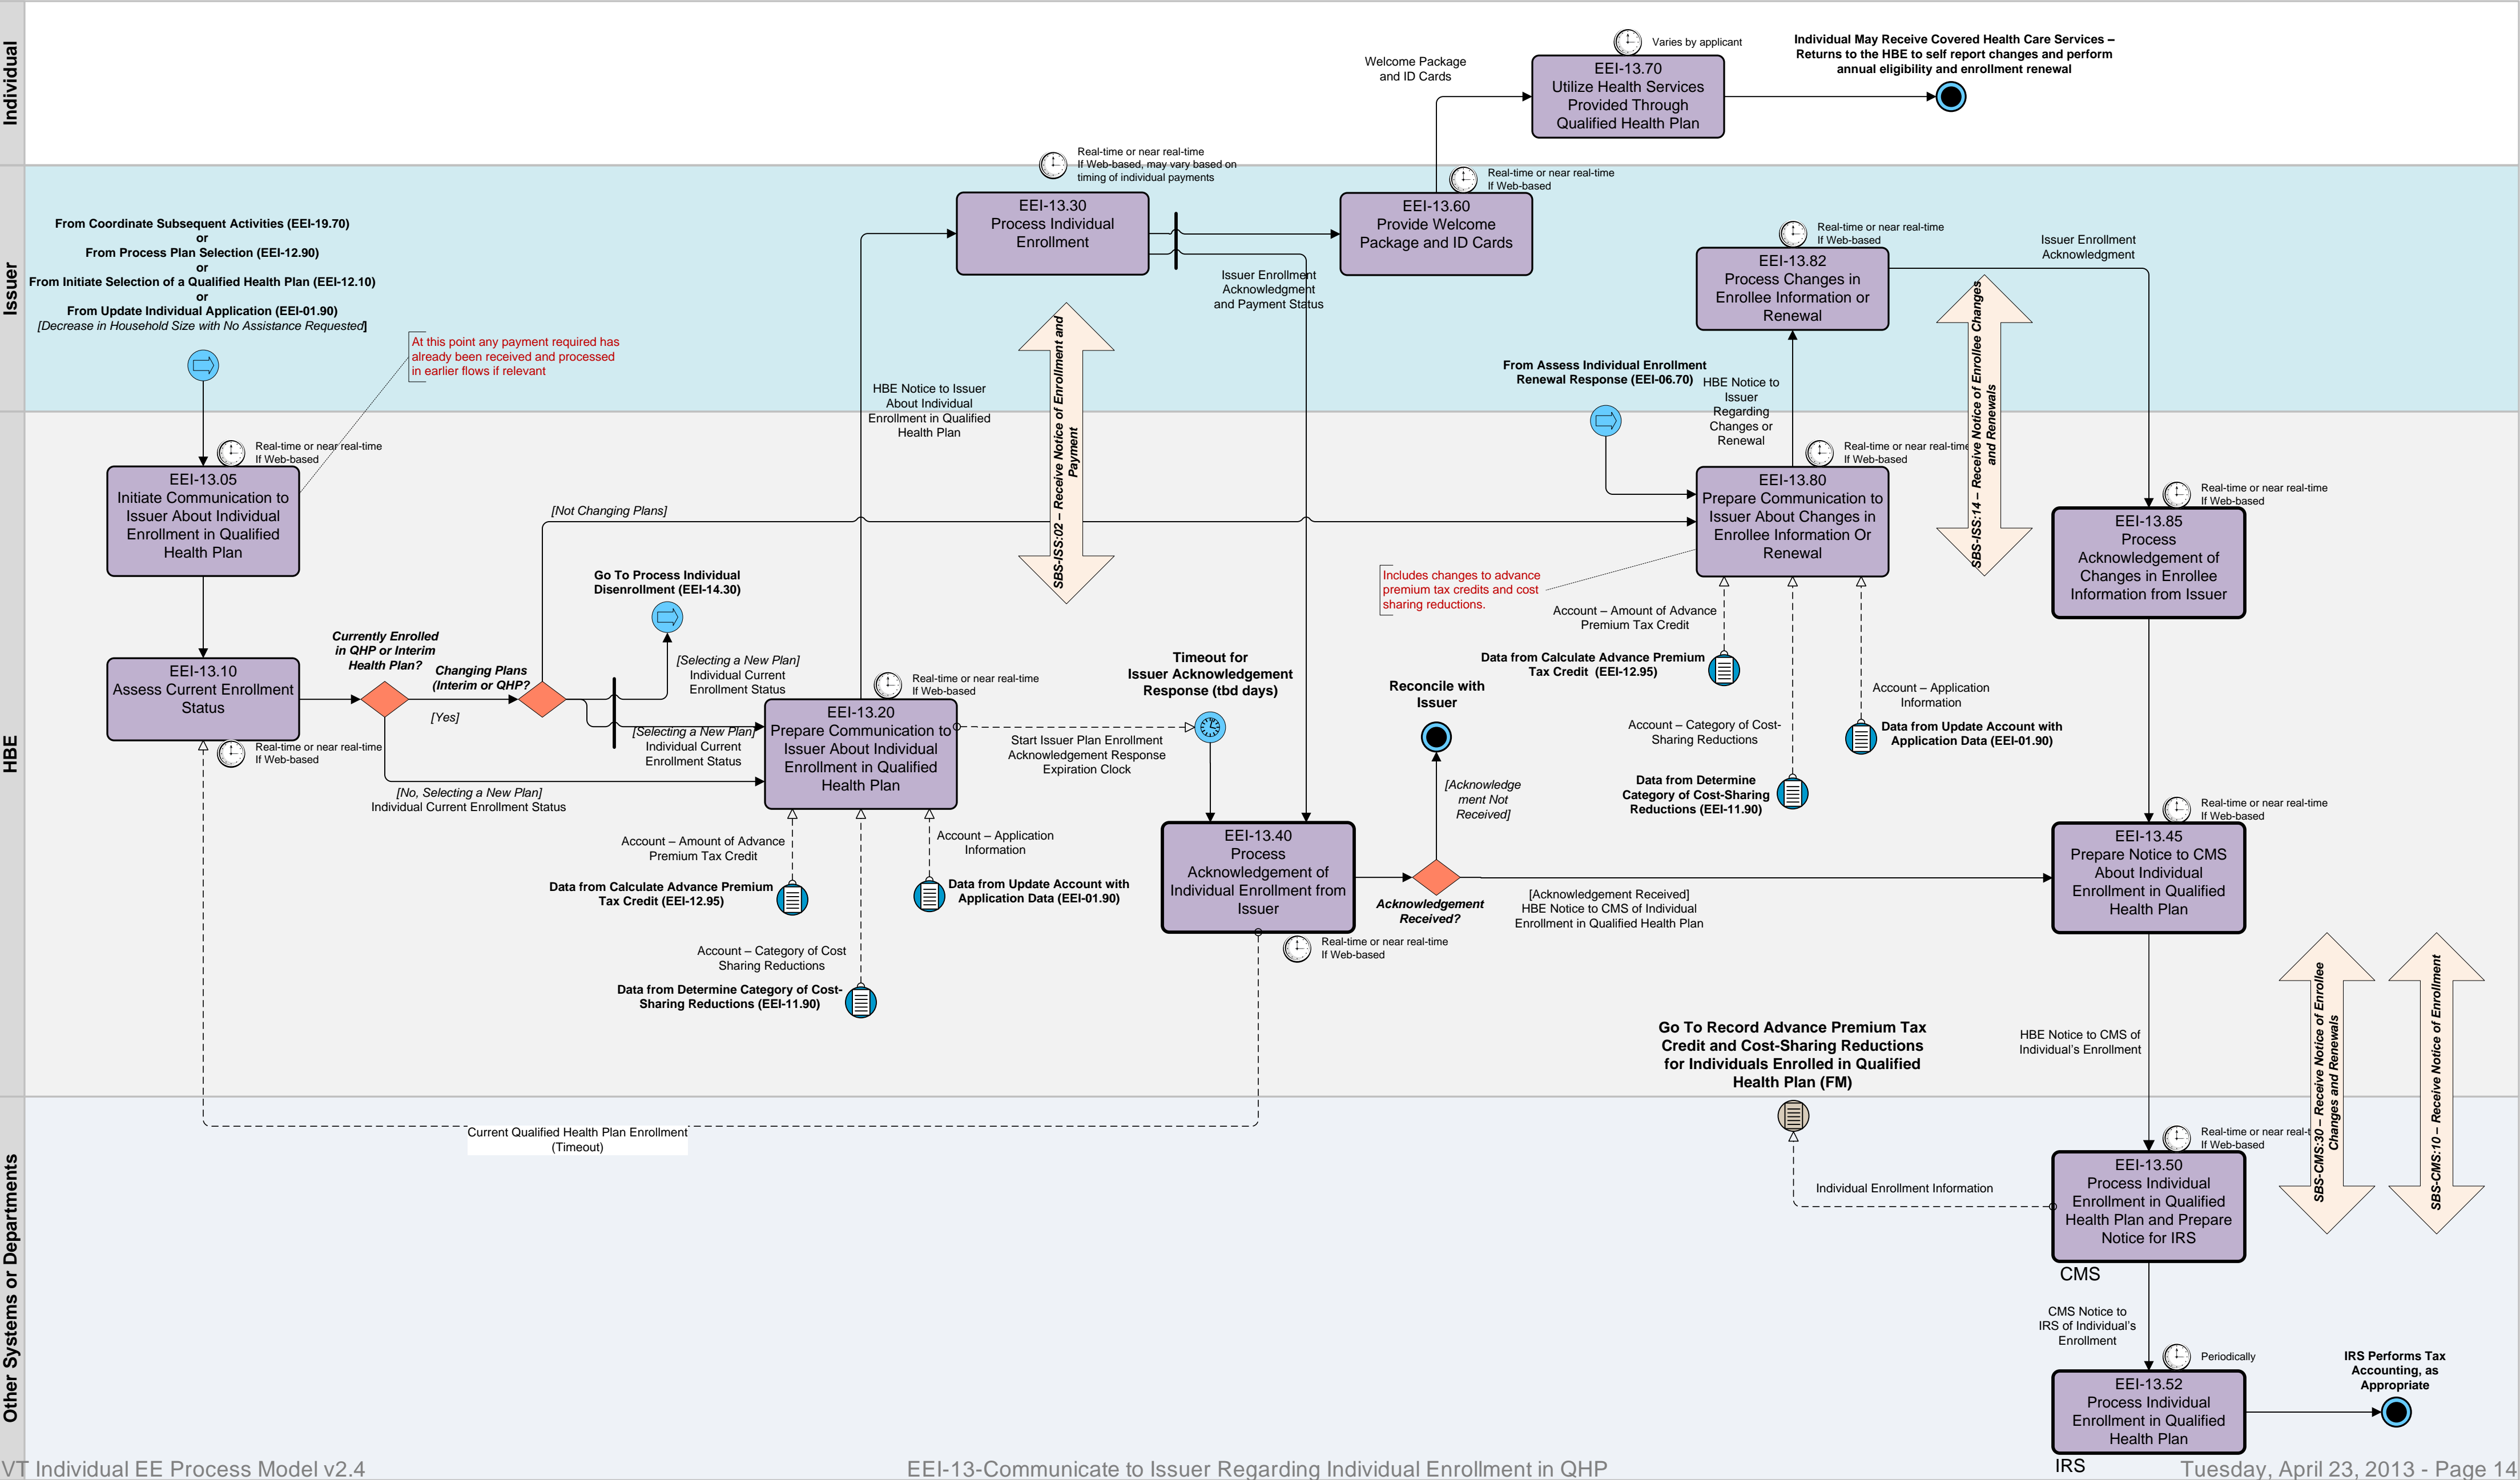 Individual
Issuer
HBE
Other Systems or Departments
Varies by applicant
EEI-13.70
Utilize Health Services
Provided Through
Qualified Health Plan
Welcome Package
and ID Cards
Individual May Receive Covered Health Care Services –
Returns to the HBE to self report changes and perform
annual eligibility and enrollment renewal
From Coordinate Subsequent Activities (EEI-19.70)
or
From Process Plan Selection (EEI-12.90)
or
From Initiate Selection of a Qualified Health Plan (EEI-12.10)
or
From Update Individual Application (EEI-01.90)
[Decrease in Household Size with No Assistance Requested]
At this point any payment required has
already been received and processed
in earlier flows if relevant
Real-time or near real-time
If Web-based, may vary based on
timing of individual payments
EEI-13.30
Process Individual
Enrollment
Real-time or near real-time
If Web-based
EEI-13.60
Provide Welcome
Package and ID Cards
Issuer Enrollment
Acknowledgment
and Payment Status
HBE Notice to Issuer
About Individual
Enrollment in Qualified
Health Plan
SBS-ISS:02 – Receive Notice of Enrollment and
Payment
Real-time or near real-time
If Web-based
EEI-13.82
Process Changes in
Enrollee Information or
Renewal
Issuer Enrollment
Acknowledgment
From Assess Individual Enrollment
Renewal Response (EEI-06.70)
HBE Notice to
Issuer
Regarding
Changes or
Renewal
SBS-ISS:14 – Receive Notice of Enrollee Changes
and Renewals
Real-time or near real-time
If Web-based
EEI-13.05
Initiate Communication to
Issuer About Individual
Enrollment in Qualified
Health Plan
[Not Changing Plans]
Real-time or near real-time
If Web-based
EEI-13.80
Prepare Communication to
Issuer About Changes in
Enrollee Information Or
Renewal
Includes changes to advance
premium tax credits and cost
sharing reductions.
Real-time or near real-time
If Web-based
EEI-13.85
Process
Acknowledgement of
Changes in Enrollee
Information from Issuer
Go To Process Individual
Disenrollment (EEI-14.30)
EEI-13.10
Assess Current Enrollment
Status
Real-time or near real-time
If Web-based
Currently Enrolled
in QHP or Interim
Health Plan?
[Yes]
Changing Plans
(Interim or QHP?
[Selecting a New Plan]
Individual Current
Enrollment Status
[Selecting a New Plan]
Individual Current
Enrollment Status
[No, Selecting a New Plan]
Individual Current Enrollment Status
Real-time or near real-time
If Web-based
EEI-13.20
Prepare Communication to
Issuer About Individual
Enrollment in Qualified
Health Plan
Start Issuer Plan Enrollment
Acknowledgement Response
Expiration Clock
Timeout for
Issuer Acknowledgement
Response (tbd days)
Reconcile with
Issuer
[Acknowledge
ment Not
Received]
Account – Amount of Advance
Premium Tax Credit
Data from Calculate Advance Premium
Tax Credit  (EEI-12.95)
Account – Category of Cost-
Sharing Reductions
Data from Determine
Category of Cost-Sharing
Reductions (EEI-11.90)
Account – Application
Information
Data from Update Account with
Application Data (EEI-01.90)
Account – Amount of Advance
Premium Tax Credit
Data from Calculate Advance Premium
Tax Credit (EEI-12.95)
Account – Application
Information
Data from Update Account with
Application Data (EEI-01.90)
Account – Category of Cost
Sharing Reductions
Data from Determine Category of Cost-
Sharing Reductions (EEI-11.90)
EEI-13.40
Process
Acknowledgement of
Individual Enrollment from
Issuer
Real-time or near real-time
If Web-based
Acknowledgement
Received?
[Acknowledgement Received]
HBE Notice to CMS of Individual
Enrollment in Qualified Health Plan
Real-time or near real-time
If Web-based
EEI-13.45
Prepare Notice to CMS
About Individual
Enrollment in Qualified
Health Plan
Go To Record Advance Premium Tax
Credit and Cost-Sharing Reductions
for Individuals Enrolled in Qualified
Health Plan (FM)
HBE Notice to CMS of
Individual's Enrollment
SBS-CMS:30 – Receive Notice of Enrollee
Changes and Renewals
SBS-CMS:10 – Receive Notice of Enrollment
Current Qualified Health Plan Enrollment
(Timeout)
Individual Enrollment Information
Real-time or near real-t
If Web-based
EEI-13.50
Process Individual
Enrollment in Qualified
Health Plan and Prepare
Notice for IRS
CMS
CMS Notice to
IRS of Individual's
Enrollment
Periodically
EEI-13.52
Process Individual
Enrollment in Qualified
Health Plan
IRS
IRS Performs Tax
Accounting, as
Appropriate
VT Individual EE Process Model v2.4
EEI-13-Communicate to Issuer Regarding Individual Enrollment in QHP
Tuesday, April 23, 2013 - Page 14